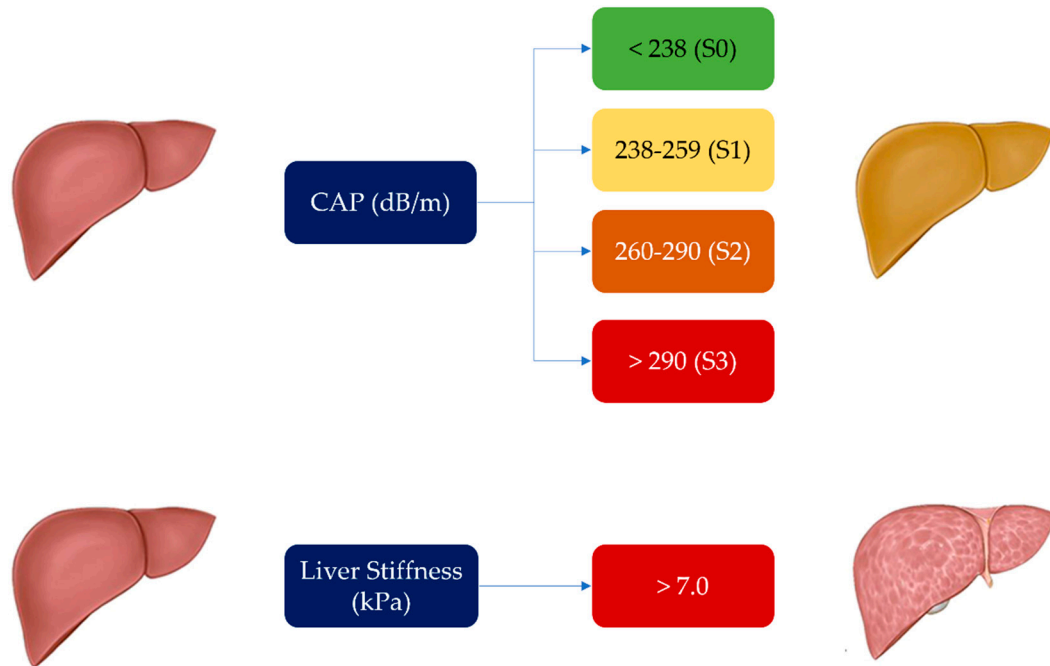 < 238 (S0)
238-259 (S1)
CAP (dB/m)
260-290 (S2)
> 290 (S3)
Liver Stiffness
(kPa)
> 7.0